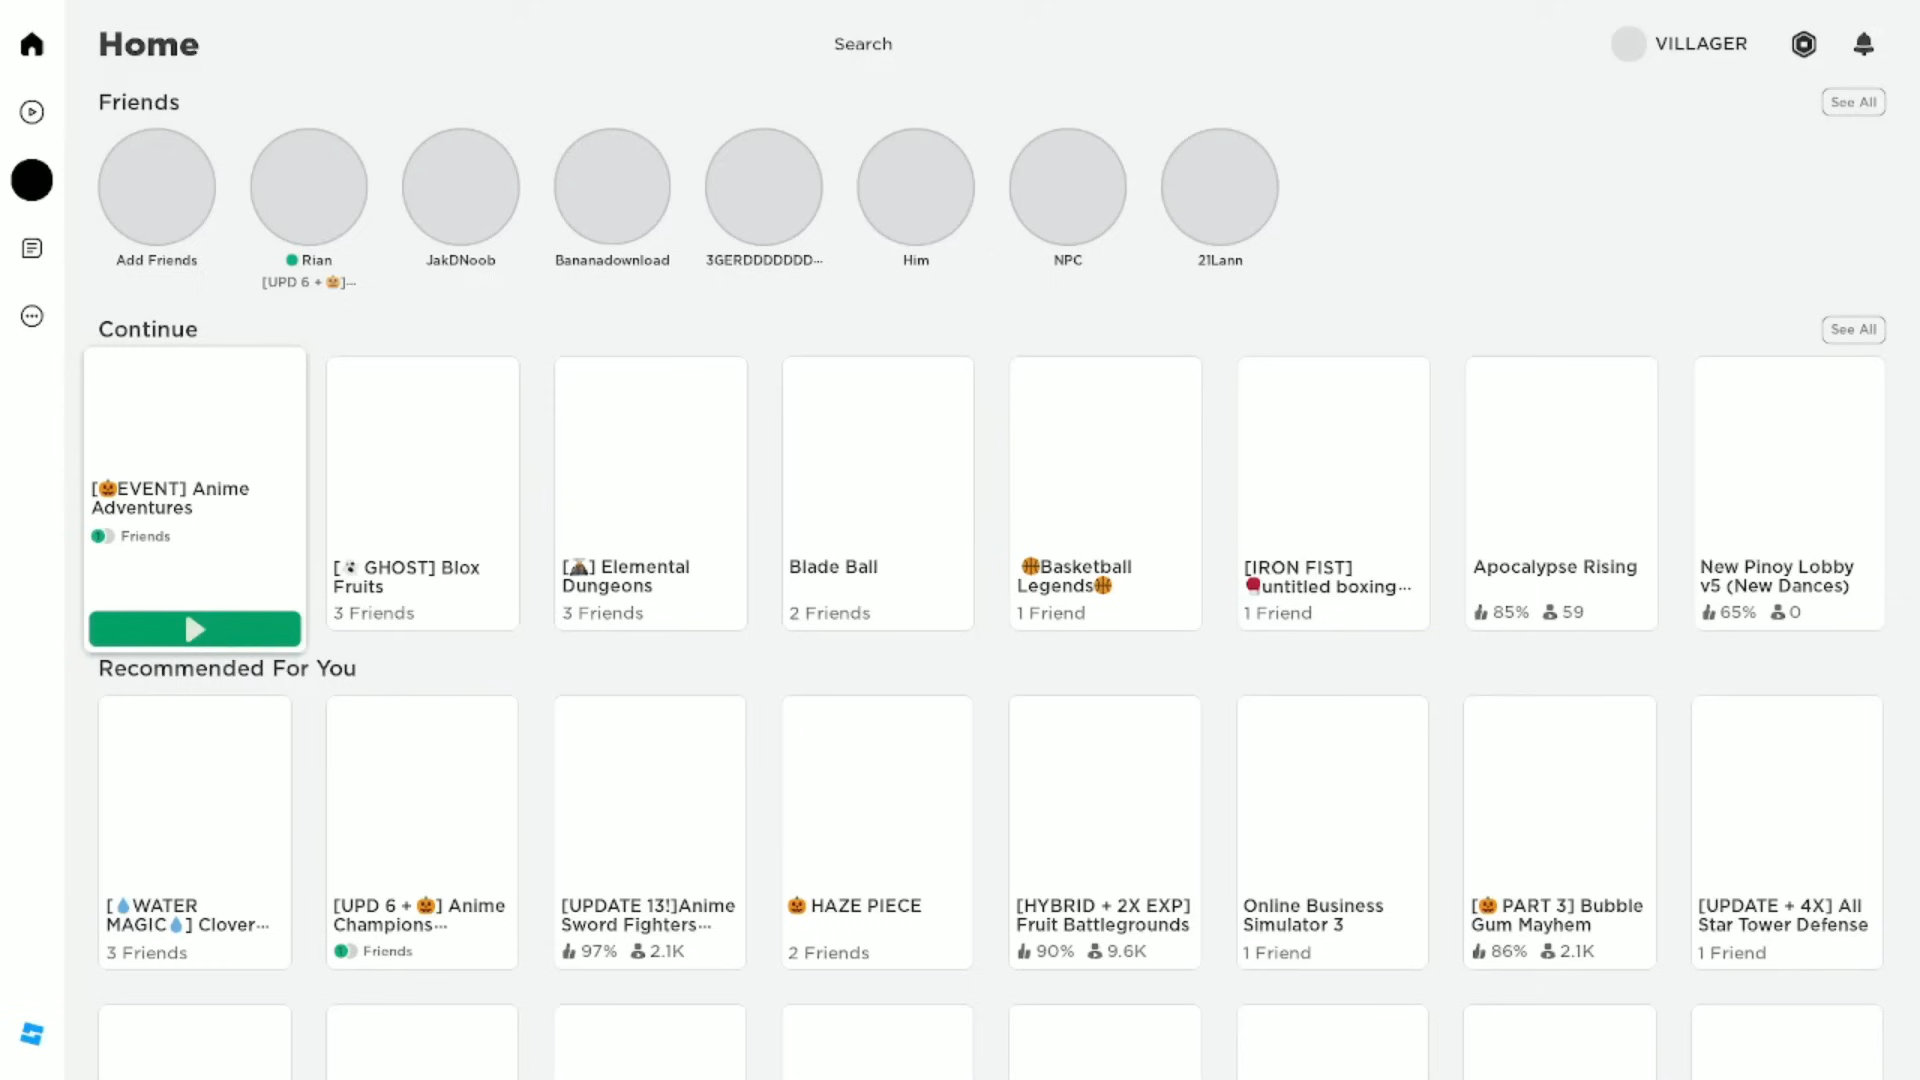 Home
Search
VILLAGER
Friends
See All
Add Friends
Rian
[UPD 6 + 🎃]...
JakDNoob
Bananadownload
3GERDDDDDDD...
Him
NPC
21Lann
Continue
See All
[🎃EVENT] Anime
Adventures
Friends
[👻 GHOST] Blox
Fruits
3 Friends
[🌋] Elemental
Dungeons
3 Friends
Blade Ball
2 Friends
🏀Basketball
Legends🏀
1 Friend
[IRON FIST]
🥊untitled boxing...
1 Friend
Apocalypse Rising
85% 59
New Pinoy Lobby
v5 (New Dances)
65% 0
Recommended For You
[💧WATER
MAGIC💧] Clover...
3 Friends
[UPD 6 + 🎃] Anime
Champions...
Friends
[UPDATE 13!]Anime
Sword Fighters...
97% 2.1K
🎃 HAZE PIECE
2 Friends
[HYBRID + 2X EXP]
Fruit Battlegrounds
90% 9.6K
Online Business
Simulator 3
1 Friend
[🎃 PART 3] Bubble
Gum Mayhem
86% 2.1K
[UPDATE + 4X] All
Star Tower Defense
1 Friend